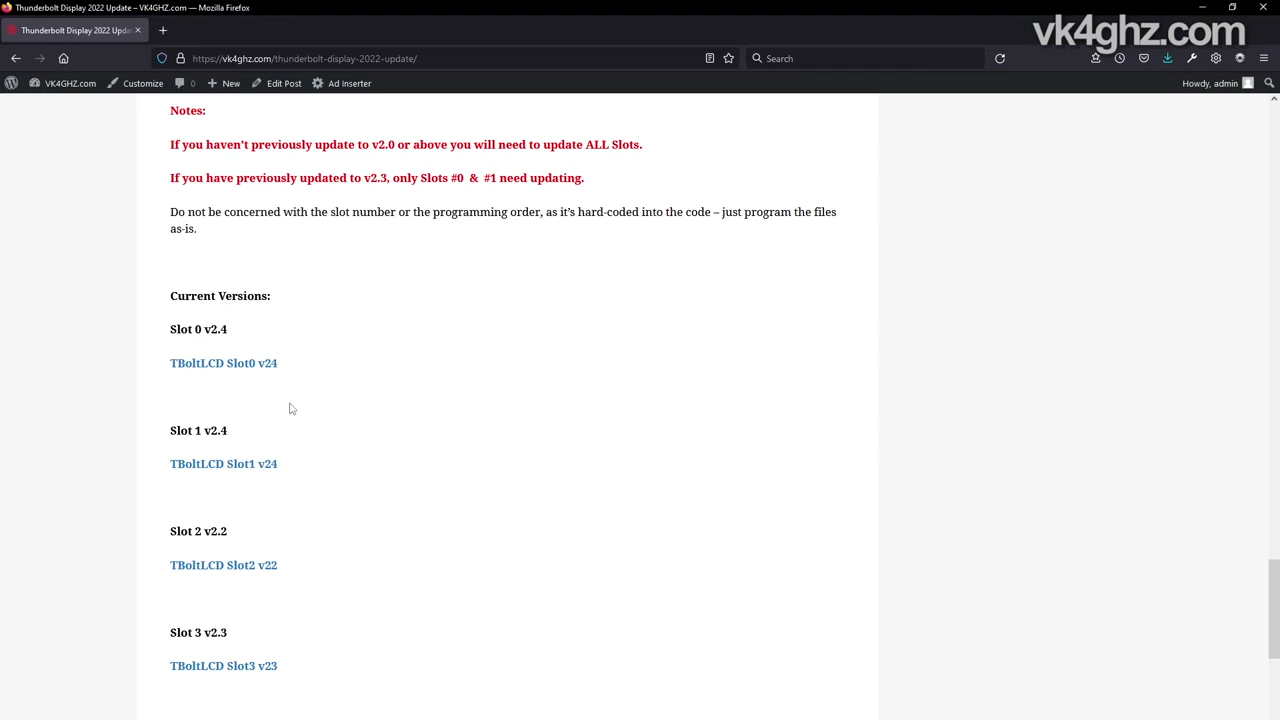 Thunderbolt Display 2022 Update – VK4GHZ.com — Mozilla Firefox
Thunderbolt Display 2022 Upda
vk4ghz.com
https://vk4ghz.com/thunderbolt-display-2022-update/
Search
VK4GHZ.com Customize 0 New Edit Post Ad Inserter Howdy, admin
Notes:
If you haven't previously update to v2.0 or above you will need to update ALL Slots.
If you have previously updated to v2.3, only Slots #0 & #1 need updating.
Do not be concerned with the slot number or the programming order, as it's hard-coded into the code – just program the files
as-is.
Current Versions:
Slot 0 v2.4
TBoltLCD Slot0 v24
Slot 1 v2.4
TBoltLCD Slot1 v24
Slot 2 v2.2
TBoltLCD Slot2 v22
Slot 3 v2.3
TBoltLCD Slot3 v23